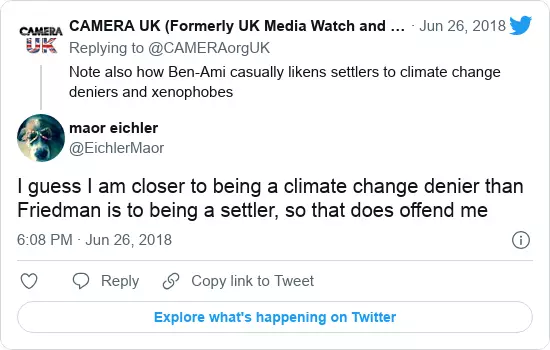 CAMERA UK (Formerly UK Media Watch and ... · Jun 26, 2018
CAMERA
UK
Replying to @CAMERAorgUK
Note also how Ben-Ami casually likens settlers to climate change
deniers and xenophobes
maor eichler
@EichlerMaor
I guess I am closer to being a climate change denier than
Friedman is to being a settler, so that does offend me
6:08 PM · Jun 26, 2018
Reply
Copy link to Tweet
Explore what's happening on Twitter